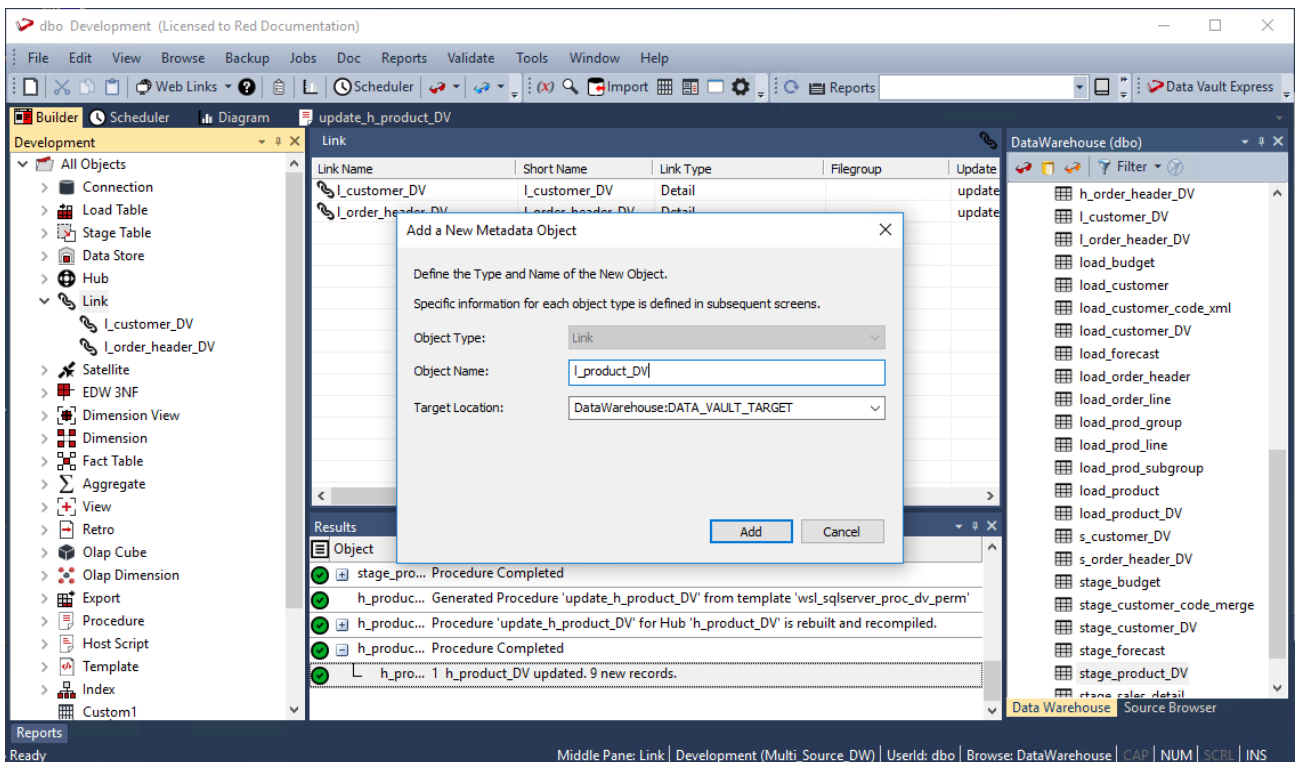 dbo Development (Licensed to Red Documentation)
File Edit View Browse Backup Jobs Doc Reports Validate Tools Window Help
Web Links Scheduler (x) Import Reports Data Vault Express
Builder Scheduler Diagram update_h_product_DV
Development
All Objects
Connection
Load Table
Stage Table
Data Store
Hub
Link
l_customer_DV
l_order_header_DV
Satellite
EDW 3NF
Dimension View
Dimension
Fact Table
Aggregate
View
Retro
Olap Cube
Olap Dimension
Export
Procedure
Host Script
Template
Index
Custom1
Link
Link Name Short Name Link Type Filegroup Update
l_customer_DV l_customer_DV Detail update
l_order_header_DV l_order_header_DV Detail update
Add a New Metadata Object
Define the Type and Name of the New Object.
Specific information for each object type is defined in subsequent screens.
Object Type: Link
Object Name: l_product_DV
Target Location: DataWarehouse:DATA_VAULT_TARGET
Add Cancel
Results
Object
stage_pro... Procedure Completed
h_produc... Generated Procedure 'update_h_product_DV' from template 'wsl_sqlserver_proc_dv_perm'
h_produc... Procedure 'update_h_product_DV' for Hub 'h_product_DV' is rebuilt and recompiled.
h_produc... Procedure Completed
h_pro... 1 h_product_DV updated. 9 new records.
DataWarehouse (dbo)
Filter
h_order_header_DV
l_customer_DV
l_order_header_DV
load_budget
load_customer
load_customer_code_xml
load_customer_DV
load_forecast
load_order_header
load_order_line
load_prod_group
load_prod_line
load_prod_subgroup
load_product
load_product_DV
s_customer_DV
s_order_header_DV
stage_budget
stage_customer_code_merge
stage_customer_DV
stage_forecast
stage_product_DV
stage_sales_detail
Data Warehouse Source Browser
Reports
Ready Middle Pane: Link Development (Multi_Source_DW) UserId: dbo Browse: DataWarehouse CAP NUM SCRL INS